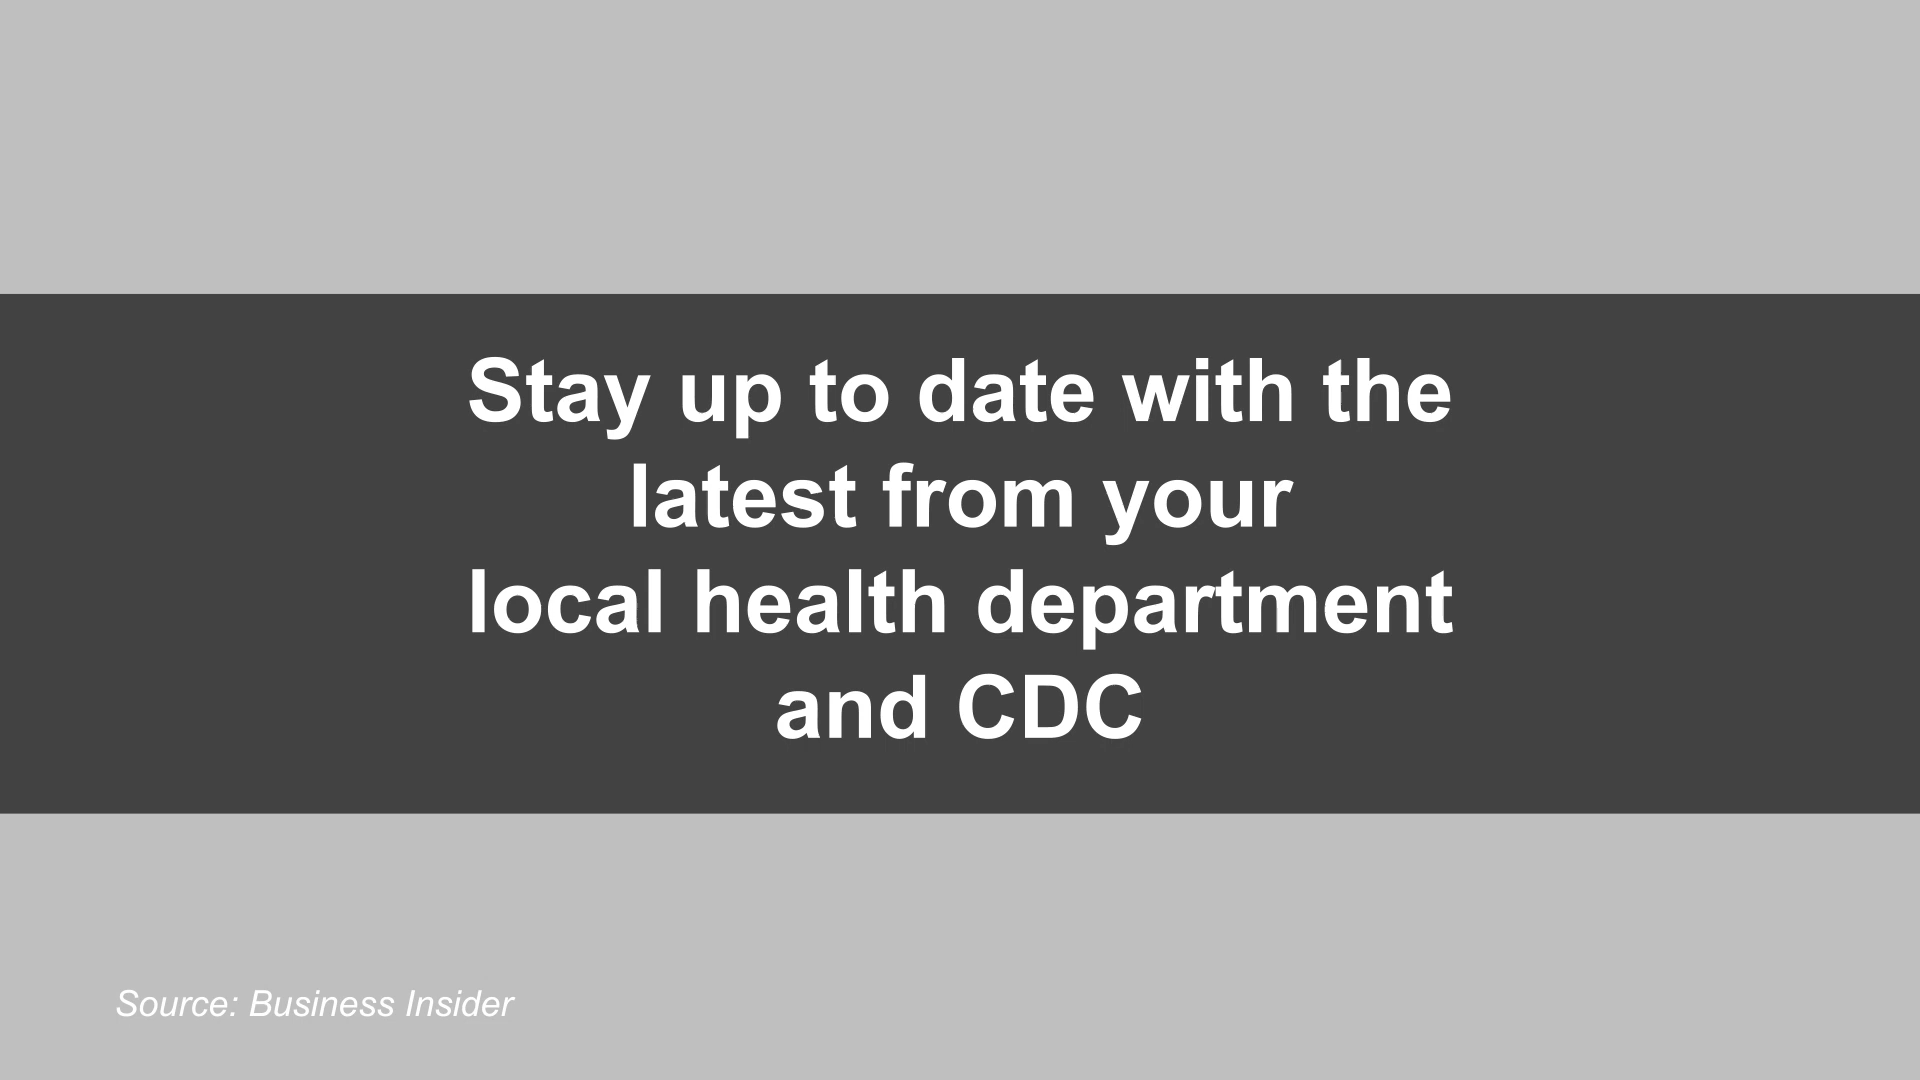 Stay up to date with the
latest from your
local health department
and CDC
Source: Business Insider